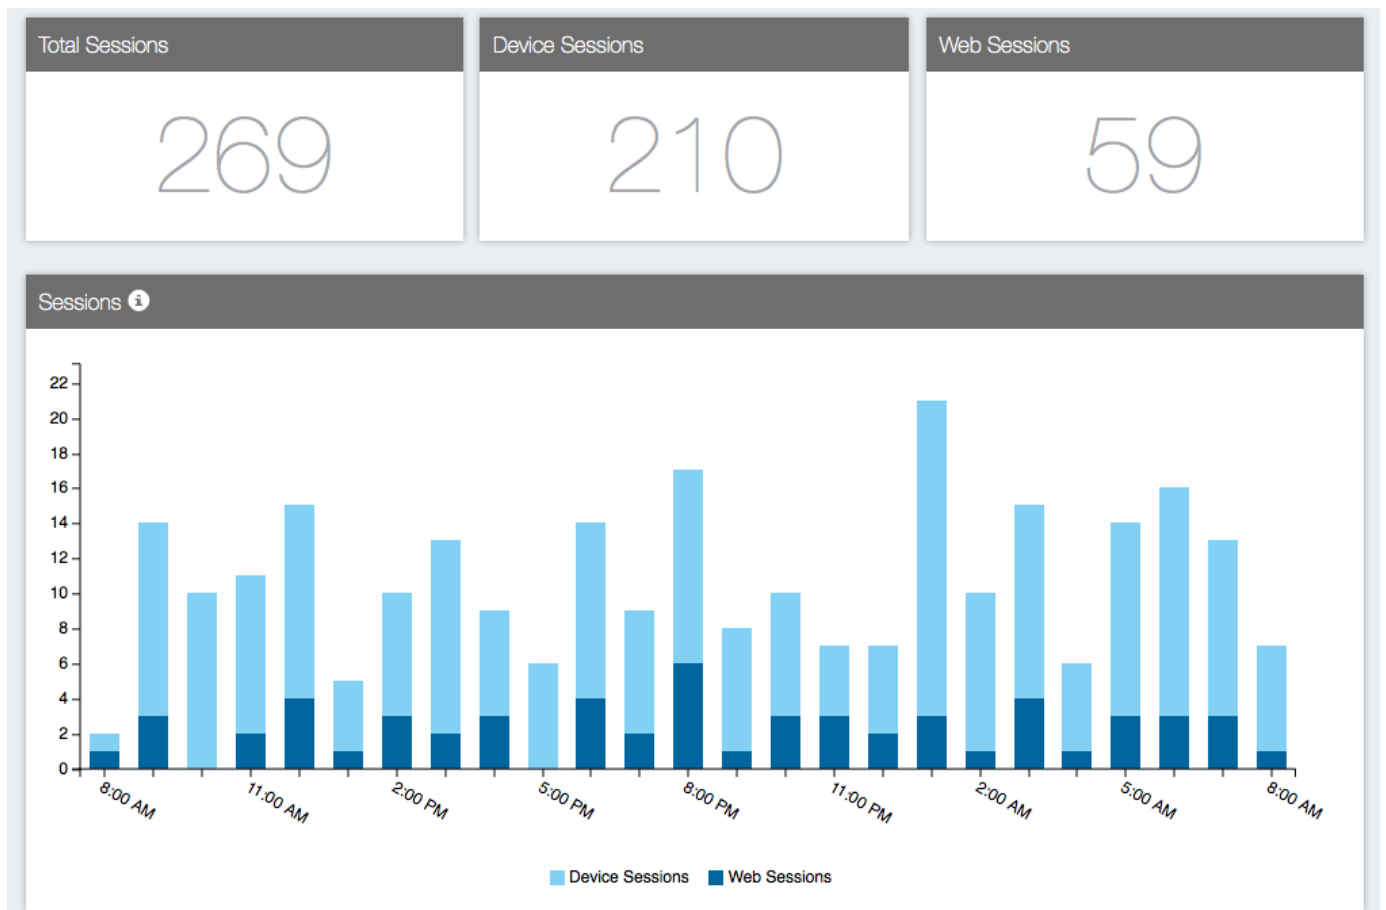 Total Sessions
Device Sessions
Web Sessions
269
210
59
Sessions
22
20
18
16
14
12
10
8
6
4
2
0
8:00 AM
11:00 AM
2:00 PM
5:00 PM
8:00 PM
11:00 PM
2:00 AM
5:00 AM
8:00 AM
Device Sessions
Web Sessions